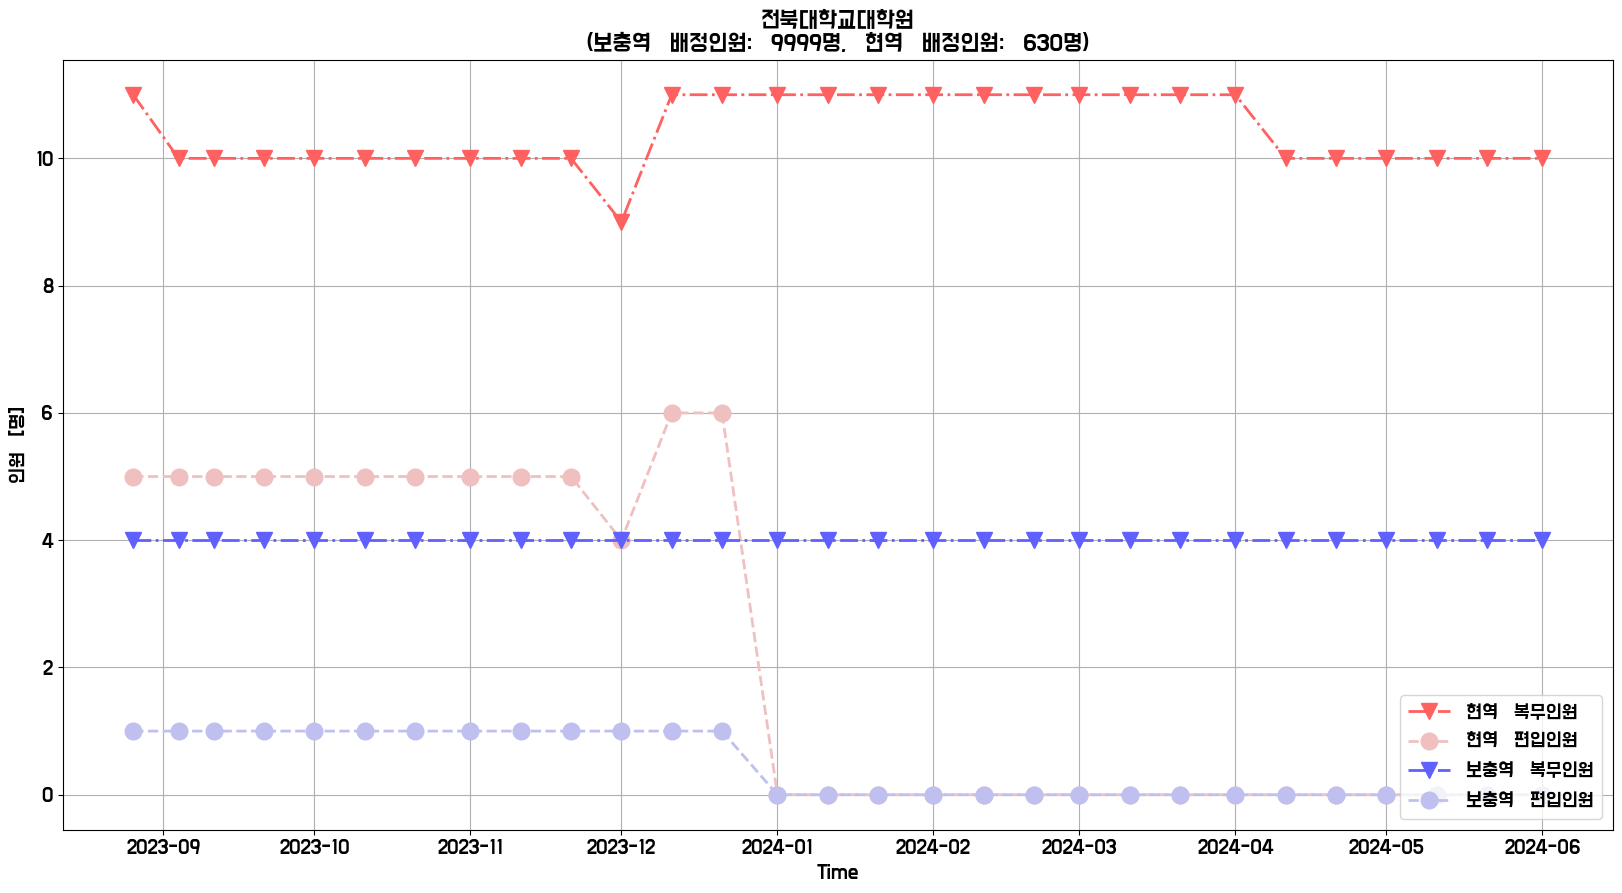 전북대학교대학원
(보충역 배정인원: 9999명, 현역 배정인원: 630명)
인원 [명]
10
8
6
4
2
0
현역 복무인원
현역 편입인원
보충역 복무인원
보충역 편입인원
2023-09 2023-10 2023-11 2023-12 2024-01 2024-02 2024-03 2024-04 2024-05 2024-06
Time